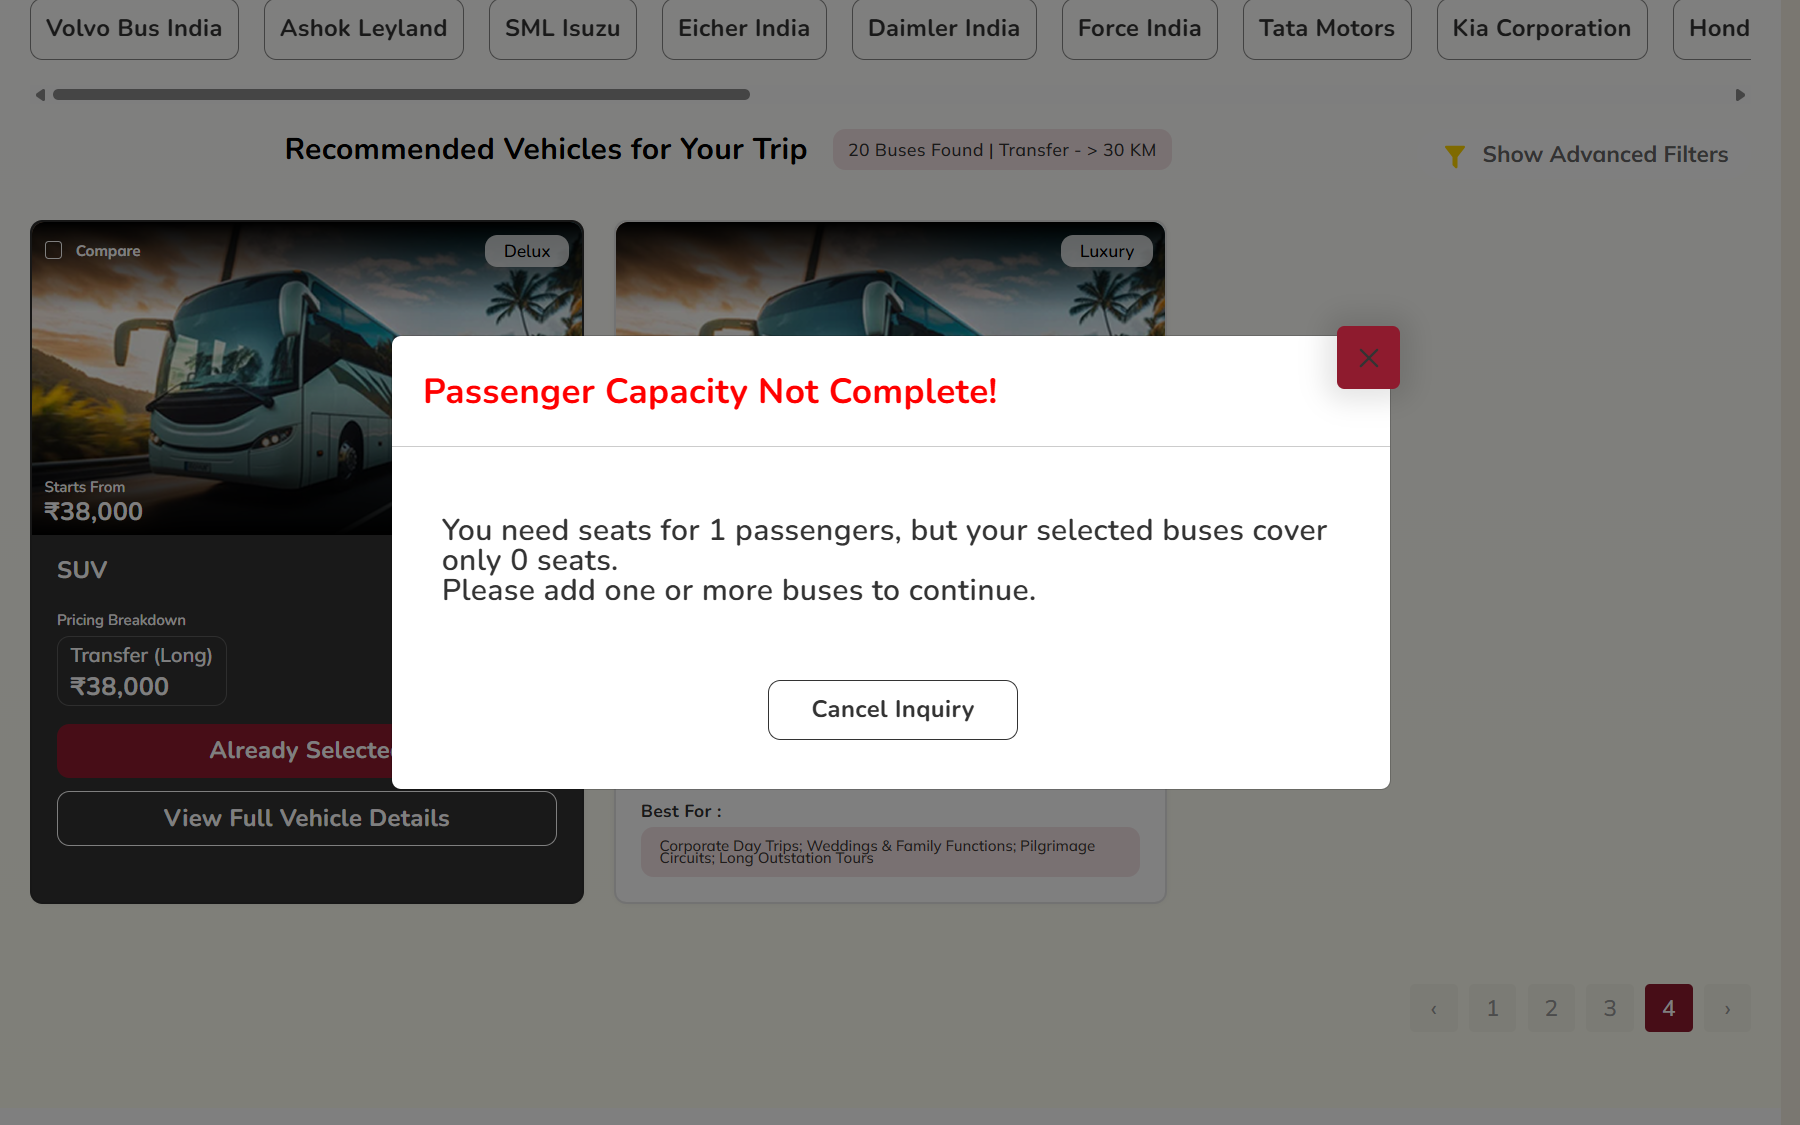 Volvo Bus India
Ashok Leyland
SML Isuzu
Eicher India
Daimler India
Force India
Tata Motors
Kia Corporation
Hond
Recommended Vehicles for Your Trip
20 Buses Found | Transfer - > 30 KM
Show Advanced Filters
Compare
Delux
Luxury
Starts From
₹38,000
SUV
Pricing Breakdown
Transfer (Long)
₹38,000
Already Selecte
View Full Vehicle Details
Passenger Capacity Not Complete!
You need seats for 1 passengers, but your selected buses cover
only 0 seats.
Please add one or more buses to continue.
Cancel Inquiry
Best For :
Corporate Day Trips; Weddings & Family Functions; Pilgrimage
Circuits; Long Outstation Tours
‹ 1 2 3 4 ›